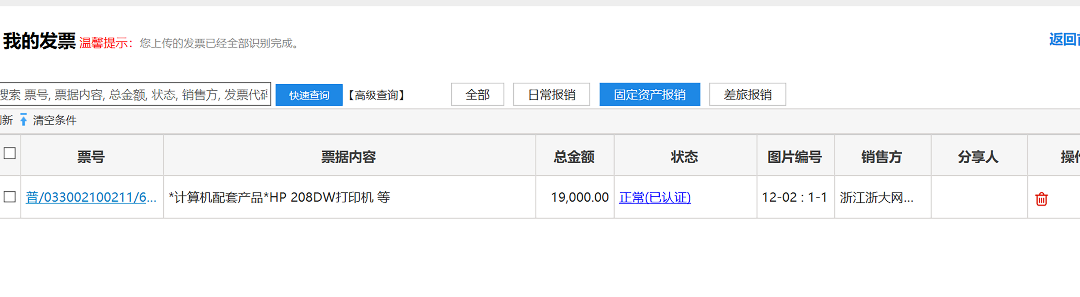 我的发票 温馨提示：您上传的发票已经全部识别完成。 返回
搜索 票号, 票据内容, 总金额, 状态, 销售方, 发票代码 快速查询 【高级查询】 全部 日常报销 固定资产报销 差旅报销
刷新 清空条件
票号 票据内容 总金额 状态 图片编号 销售方 分享人 操作
普/033002100211/6... *计算机配套产品*HP 208DW打印机 等 19,000.00 正常(已认证) 12-02 : 1-1 浙江浙大网...